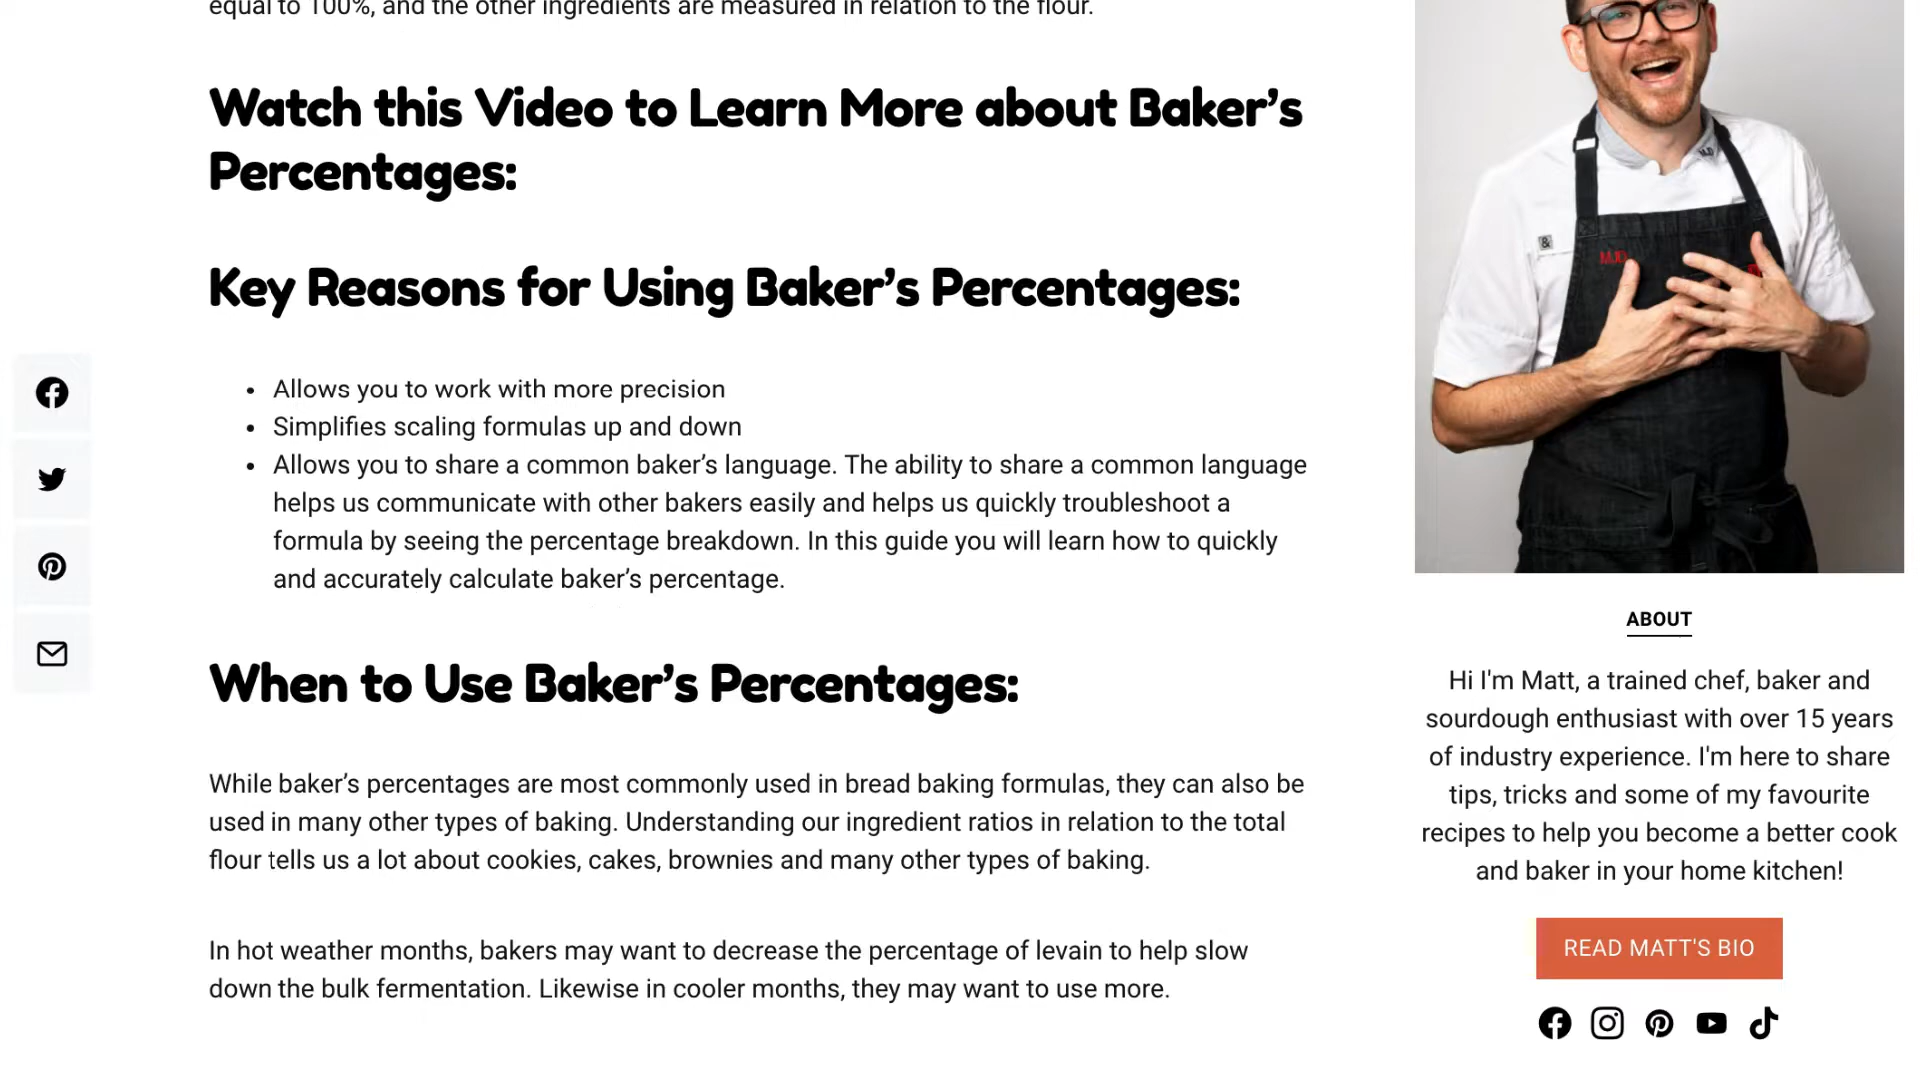 equal to 100%, and the other ingredients are measured in relation to the flour.
Watch this Video to Learn More about Baker’s
Percentages:
Key Reasons for Using Baker’s Percentages:
• Allows you to work with more precision
• Simplifies scaling formulas up and down
• Allows you to share a common baker’s language. The ability to share a common language
helps us communicate with other bakers easily and helps us quickly troubleshoot a
formula by seeing the percentage breakdown. In this guide you will learn how to quickly
and accurately calculate baker’s percentage.
When to Use Baker’s Percentages:
While baker’s percentages are most commonly used in bread baking formulas, they can also be
used in many other types of baking. Understanding our ingredient ratios in relation to the total
flour tells us a lot about cookies, cakes, brownies and many other types of baking.
In hot weather months, bakers may want to decrease the percentage of levain to help slow
down the bulk fermentation. Likewise in cooler months, they may want to use more.
&
MJD
ABOUT
Hi I'm Matt, a trained chef, baker and
sourdough enthusiast with over 15 years
of industry experience. I'm here to share
tips, tricks and some of my favourite
recipes to help you become a better cook
and baker in your home kitchen!
READ MATT'S BIO